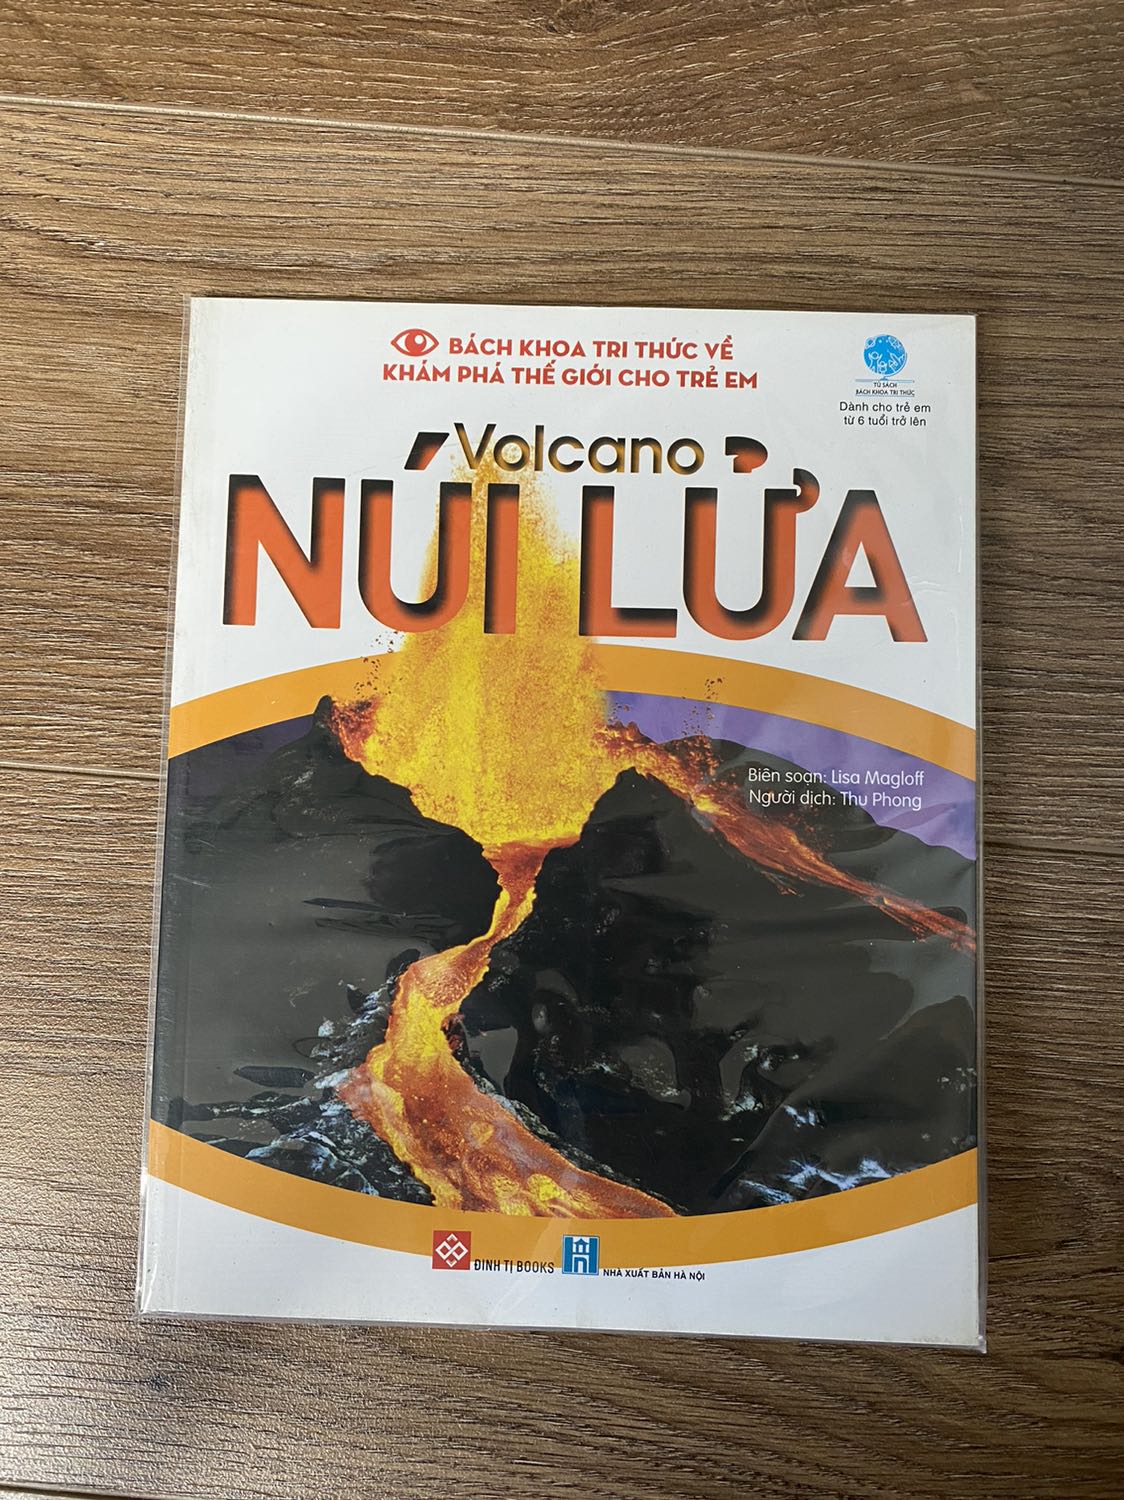 BÁCH KHOA TRI THỨC VỀ
KHÁM PHÁ THẾ GIỚI CHO TRẺ EM
TỦ SÁCH
BÁCH KHOA TRI THỨC
Dành cho trẻ em
từ 6 tuổi trở lên
Volcano
NÚI LỬA
Biên soạn: Lisa Magloff
Người dịch: Thu Phong
ĐINH TỊ BOOKS
NHÀ XUẤT BẢN HÀ NỘI